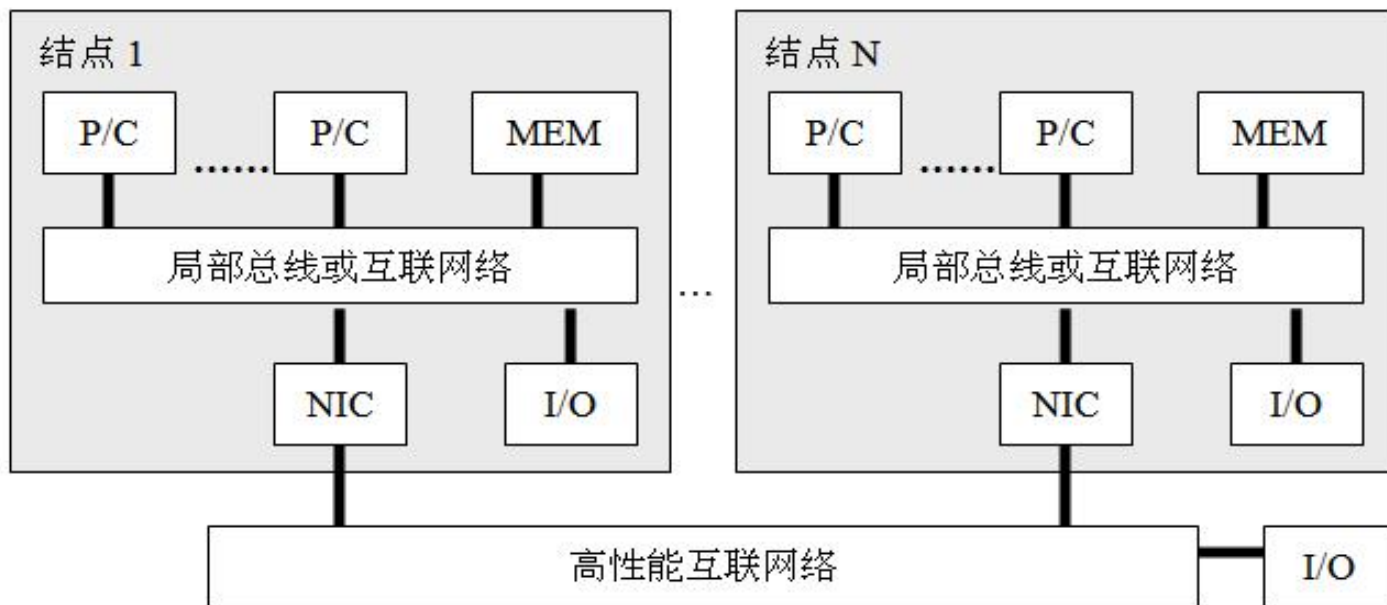 结点 1
结点 N
P/C
......
P/C
MEM
P/C
......
P/C
MEM
局部总线或互联网络
...
局部总线或互联网络
NIC
I/O
NIC
I/O
高性能互联网络
I/O